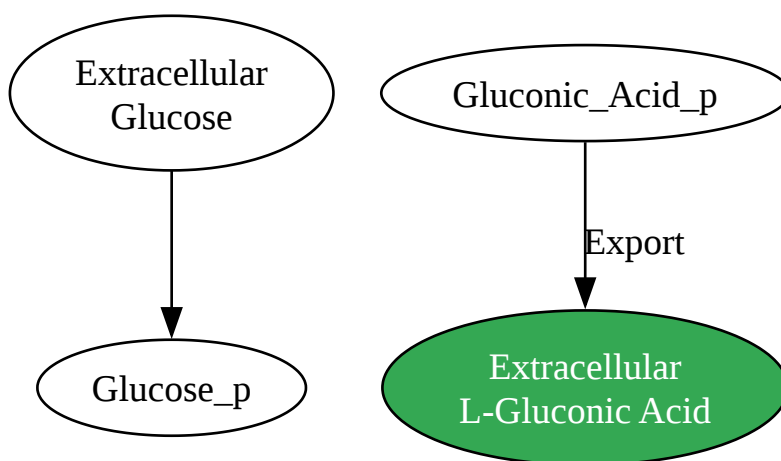 Extracellular
Glucose
Gluconic_Acid_p
Export
Glucose_p
Extracellular
L-Gluconic Acid